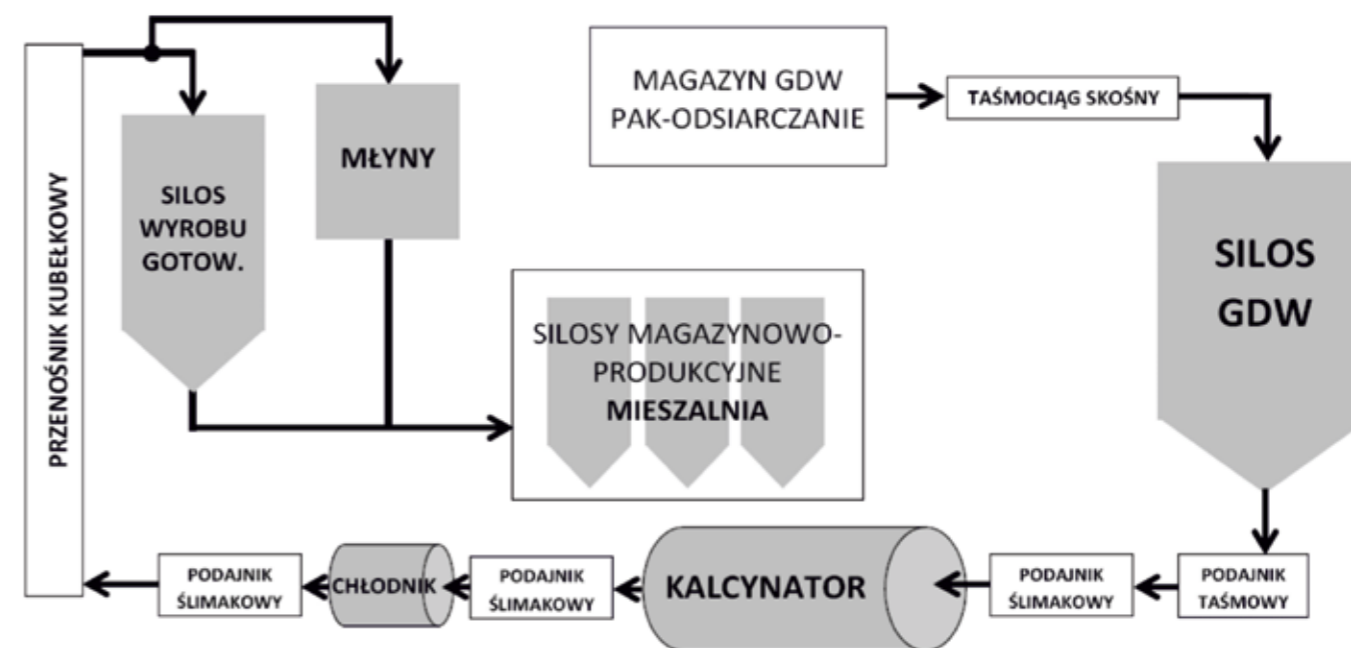 MAGAZYN GDW
PAK-ODSIARCZANIE
TAŚMOCIĄG SKOŚNY
SILOS
GDW
PODAJNIK
TAŚMOWY
PODAJNIK
ŚLIMAKOWY
KALCYNATOR
PODAJNIK
ŚLIMAKOWY
CHŁODNIK
PODAJNIK
ŚLIMAKOWY
PRZENOŚNIK KUBEŁKOWY
SILOS
WYROBU
GOTOW.
MŁYNY
SILOSY MAGAZYNOWO-
PRODUKCYJNE
MIESZALNIA